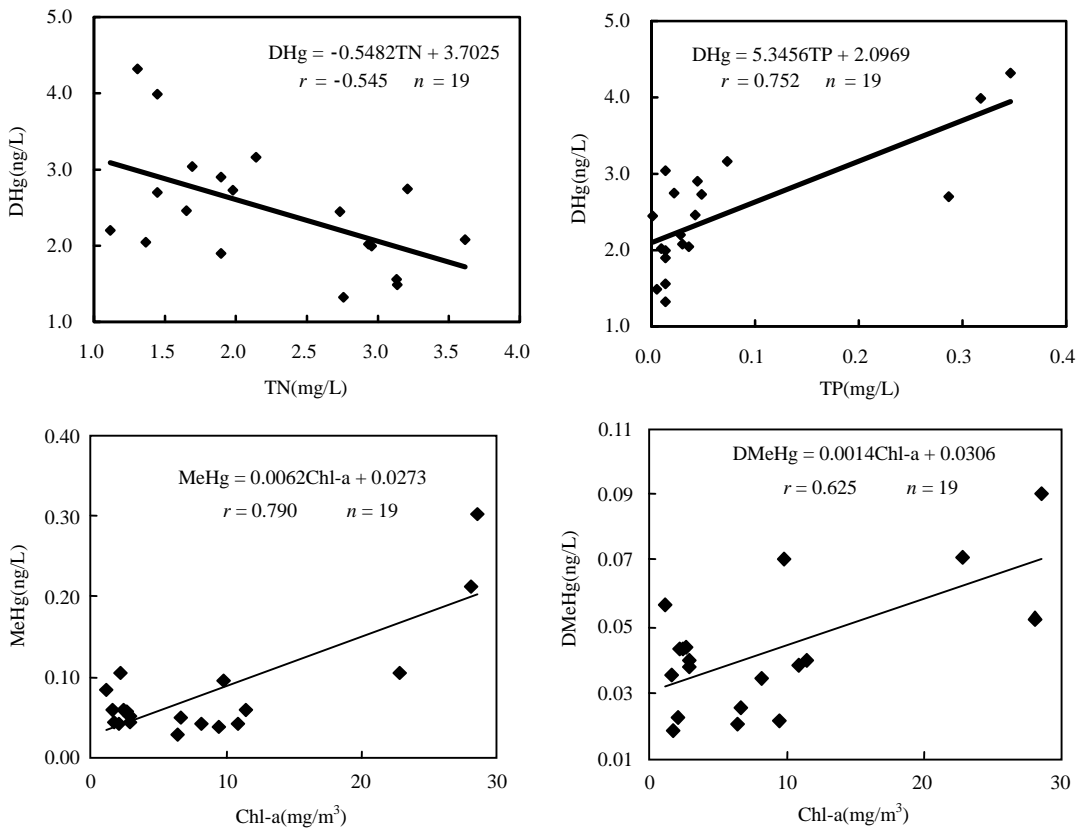 5.0
4.0
3.0
2.0
1.0
DHg(ng/L)
DHg = -0.5482TN + 3.7025
r = -0.545 n = 19
1.0 2.0 3.0 4.0
TN(mg/L)
5.0
4.0
3.0
2.0
1.0
DHg(ng/L)
DHg = 5.3456TP + 2.0969
r = 0.752 n = 19
0.0 0.1 0.2 0.3 0.4
TP(mg/L)
0.40
0.30
0.20
0.10
0.00
MeHg(ng/L)
MeHg = 0.0062Chl-a + 0.0273
r = 0.790 n = 19
0 10 20 30
Chl-a(mg/m³)
0.11
0.09
0.07
0.05
0.03
0.01
DMeHg(ng/L)
DMeHg = 0.0014Chl-a + 0.0306
r = 0.625 n = 19
0 10 20 30
Chl-a(mg/m³)